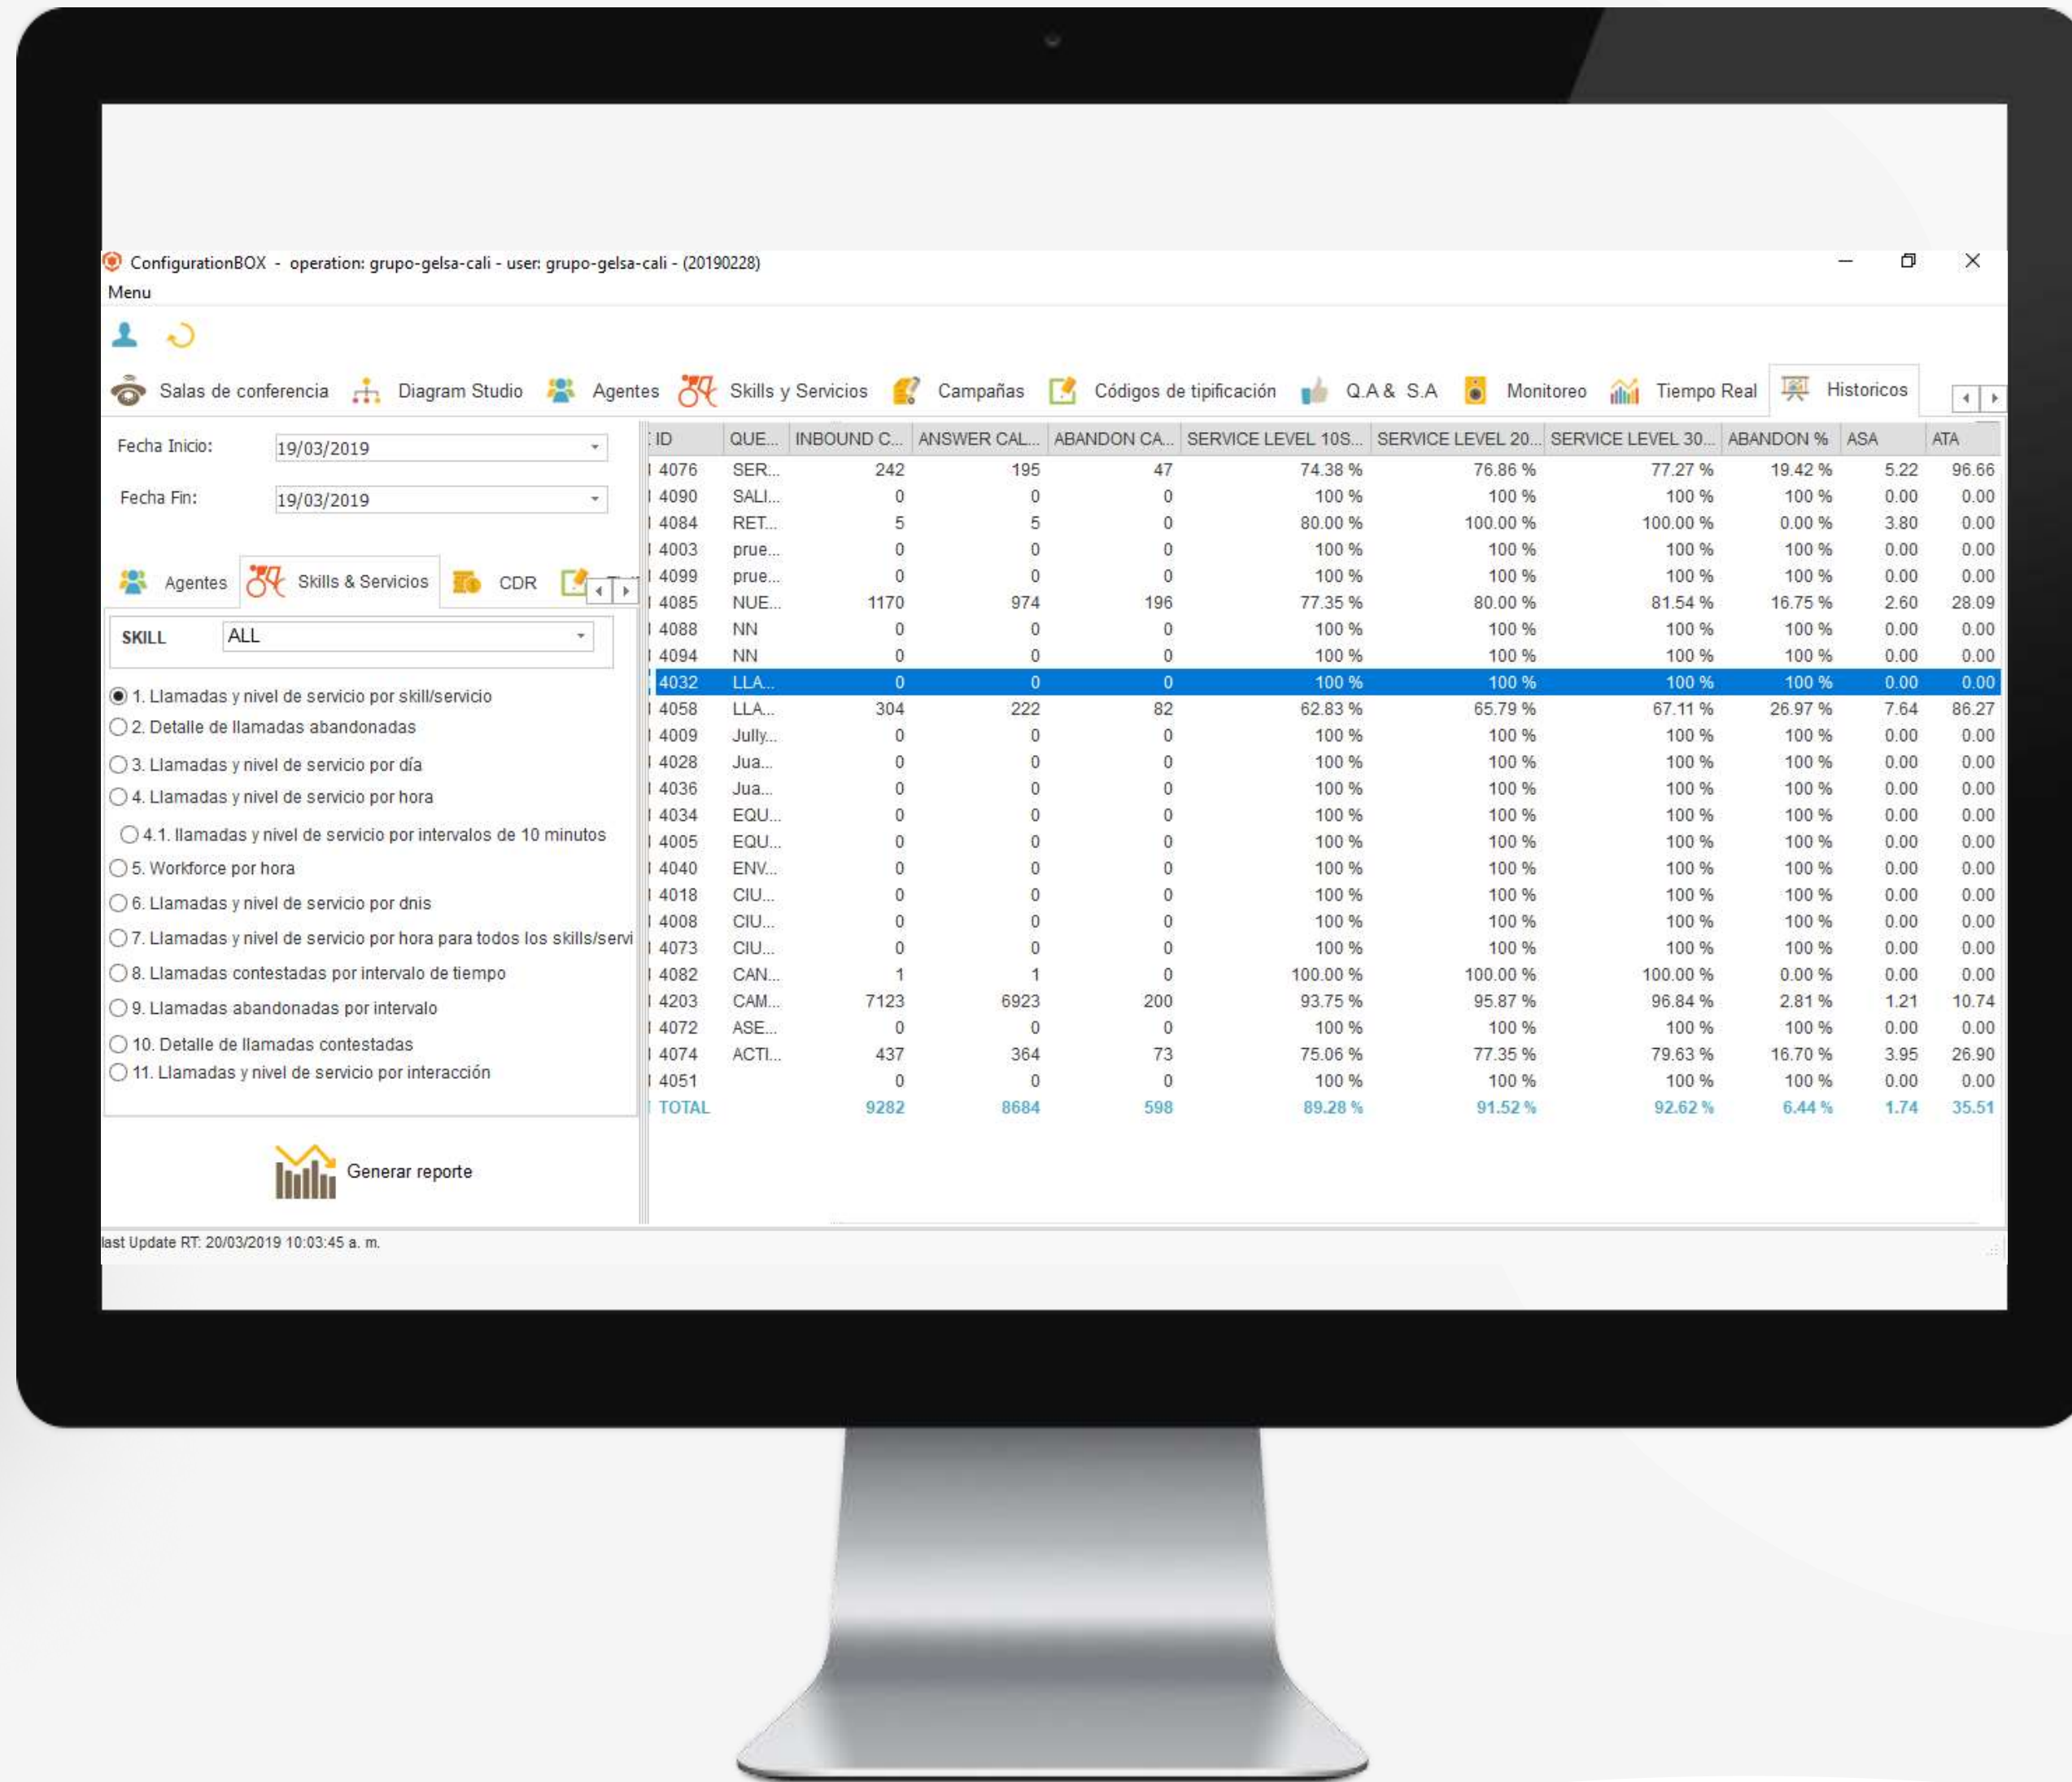 ConfigurationBOX - operation: grupo-gelsa-cali - user: grupo-gelsa-cali - (20190228)
Menu
Salas de conferencia Diagram Studio Agentes Skills y Servicios Campañas Códigos de tipificación Q.A & S.A Monitoreo Tiempo Real Historicos
Fecha Inicio: 19/03/2019
Fecha Fin: 19/03/2019
Agentes Skills & Servicios CDR
SKILL ALL
1. Llamadas y nivel de servicio por skill/servicio
2. Detalle de llamadas abandonadas
3. Llamadas y nivel de servicio por día
4. Llamadas y nivel de servicio por hora
4.1. llamadas y nivel de servicio por intervalos de 10 minutos
5. Workforce por hora
6. Llamadas y nivel de servicio por dnis
7. Llamadas y nivel de servicio por hora para todos los skills/servi
8. Llamadas contestadas por intervalo de tiempo
9. Llamadas abandonadas por intervalo
10. Detalle de llamadas contestadas
11. Llamadas y nivel de servicio por interacción
Generar reporte
ID QUE... INBOUND C... ANSWER CAL... ABANDON CA... SERVICE LEVEL 10S... SERVICE LEVEL 20... SERVICE LEVEL 30... ABANDON % ASA ATA
4076 SER... 242 195 47 74.38 % 76.86 % 77.27 % 19.42 % 5.22 96.66
4090 SALI... 0 0 0 100 % 100 % 100 % 100 % 0.00 0.00
4084 RET... 5 5 0 80.00 % 100.00 % 100.00 % 0.00 % 3.80 0.00
4003 prue... 0 0 0 100 % 100 % 100 % 100 % 0.00 0.00
4099 prue... 0 0 0 100 % 100 % 100 % 100 % 0.00 0.00
4085 NUE... 1170 974 196 77.35 % 80.00 % 81.54 % 16.75 % 2.60 28.09
4088 NN 0 0 0 100 % 100 % 100 % 100 % 0.00 0.00
4094 NN 0 0 0 100 % 100 % 100 % 100 % 0.00 0.00
4032 LLA... 0 0 0 100 % 100 % 100 % 100 % 0.00 0.00
4058 LLA... 304 222 82 62.83 % 65.79 % 67.11 % 26.97 % 7.64 86.27
4009 Jully... 0 0 0 100 % 100 % 100 % 100 % 0.00 0.00
4028 Jua... 0 0 0 100 % 100 % 100 % 100 % 0.00 0.00
4036 Jua... 0 0 0 100 % 100 % 100 % 100 % 0.00 0.00
4034 EQU... 0 0 0 100 % 100 % 100 % 100 % 0.00 0.00
4005 EQU... 0 0 0 100 % 100 % 100 % 100 % 0.00 0.00
4040 ENV... 0 0 0 100 % 100 % 100 % 100 % 0.00 0.00
4018 CIU... 0 0 0 100 % 100 % 100 % 100 % 0.00 0.00
4008 CIU... 0 0 0 100 % 100 % 100 % 100 % 0.00 0.00
4073 CIU... 0 0 0 100 % 100 % 100 % 100 % 0.00 0.00
4082 CAN... 1 1 0 100.00 % 100.00 % 100.00 % 0.00 % 0.00 0.00
4203 CAM... 7123 6923 200 93.75 % 95.87 % 96.84 % 2.81 % 1.21 10.74
4072 ASE... 0 0 0 100 % 100 % 100 % 100 % 0.00 0.00
4074 ACTI... 437 364 73 75.06 % 77.35 % 79.63 % 16.70 % 3.95 26.90
4051 0 0 0 100 % 100 % 100 % 100 % 0.00 0.00
TOTAL 9282 8684 598 89.28 % 91.52 % 92.62 % 6.44 % 1.74 35.51
last Update RT: 20/03/2019 10:03:45 a. m.